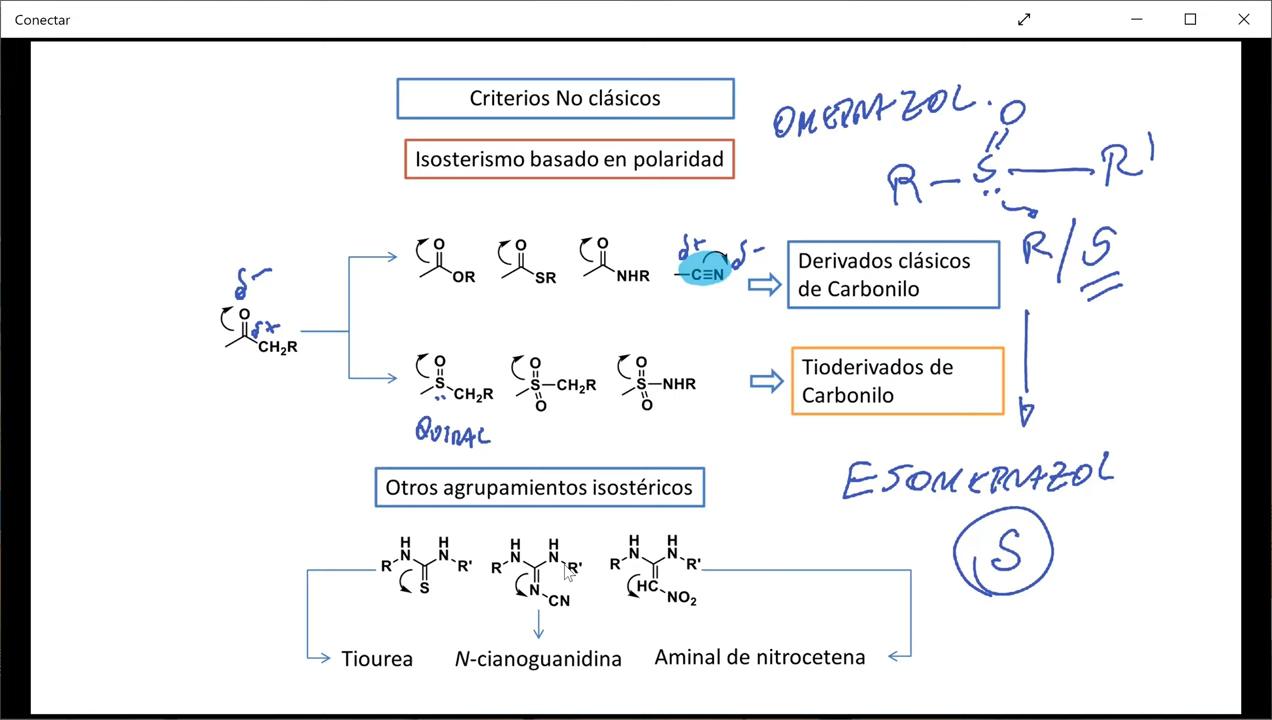 Conectar
Criterios No clásicos
Isosterismo basado en polaridad
OMEPRAZOL.
O
R – S — R'
R / S
O
OR
O
SR
O
NHR
δ+ δ-
–C≡N
Derivados clásicos
de Carbonilo
δ-
O
δ+
CH₂R
O
S
CH₂R
O
S–CH₂R
O
O
S–NHR
O
Tioderivados de
Carbonilo
QUIRAL
ESOMEPRAZOL
S
Otros agrupamientos isostéricos
H H
R N N R'
S
H H
R N N R'
N
CN
H H
R N N R'
HC
NO₂
Tiourea
N-cianoguanidina
Aminal de nitrocetena